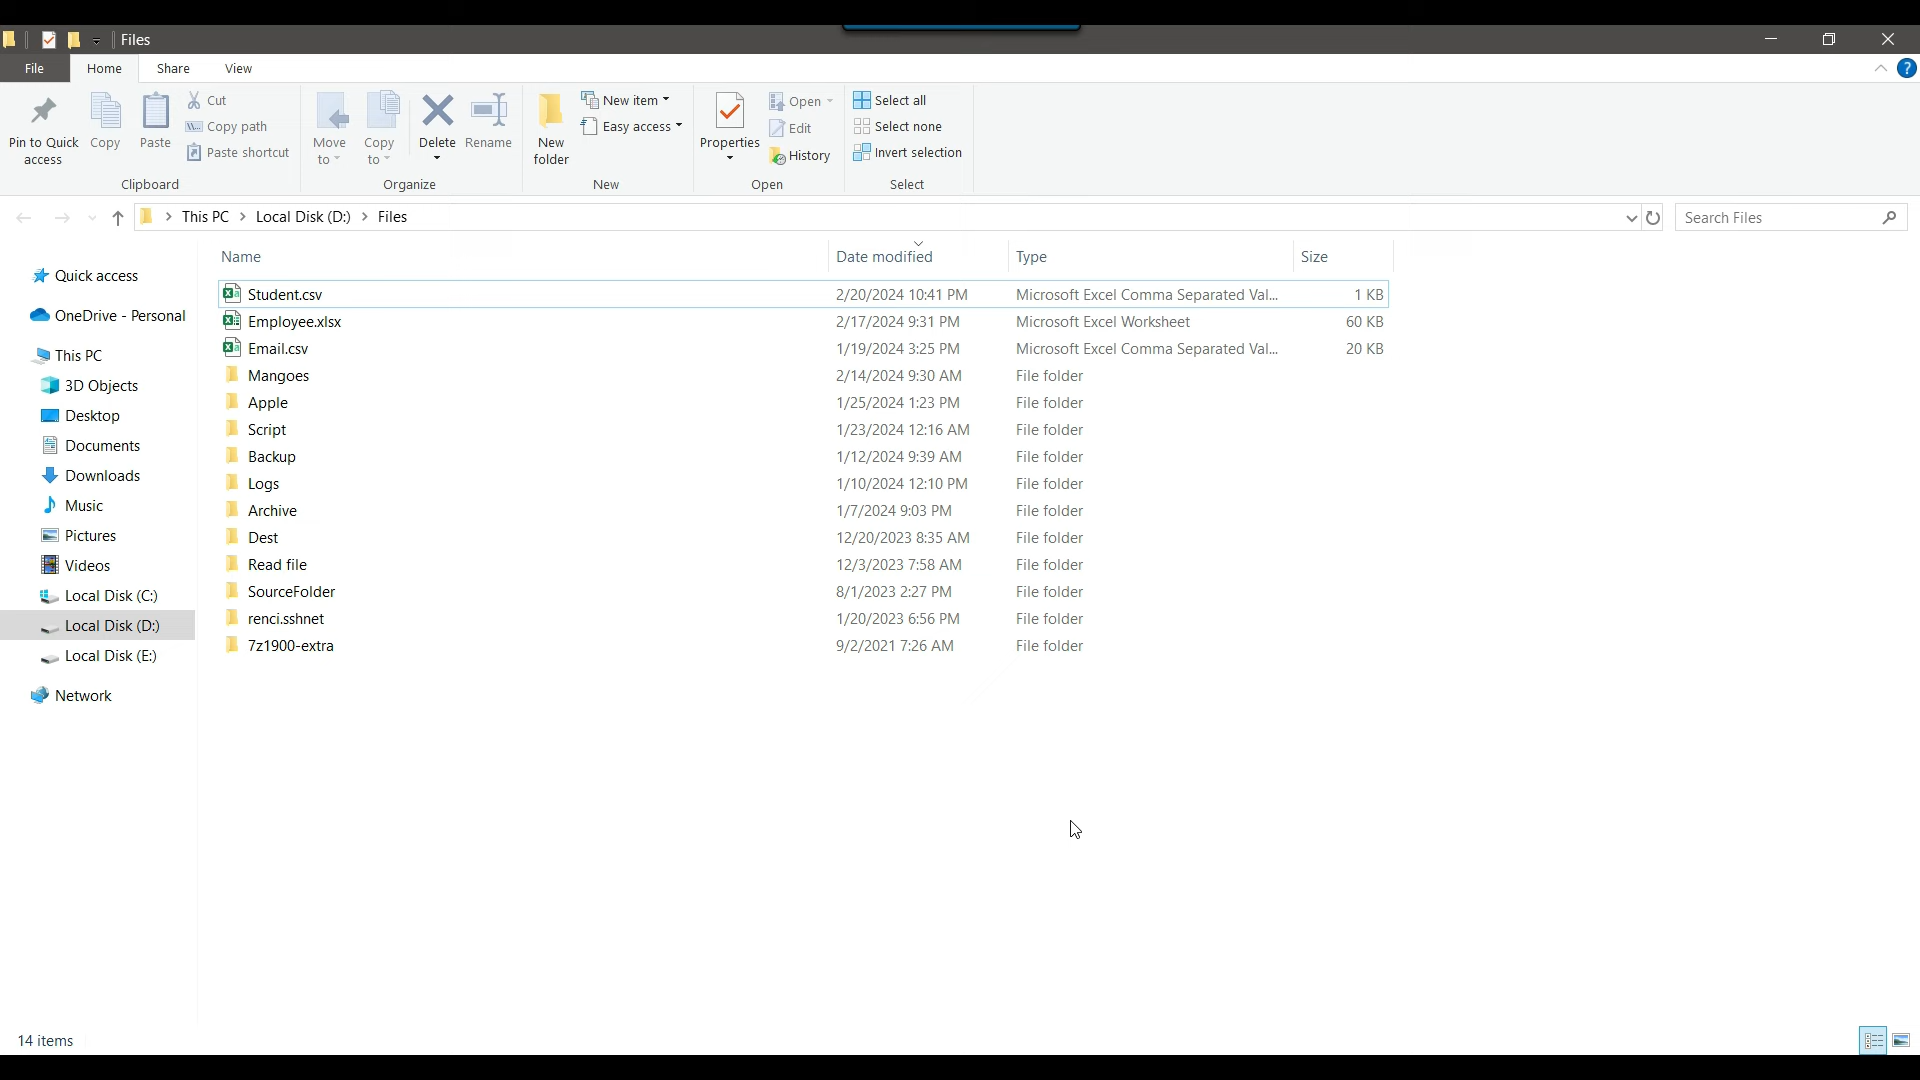 Files
File Home Share View
?
Pin to Quick access
Copy
Paste
Cut
Copy path
Paste shortcut
Clipboard
Move to
Copy to
Delete
Rename
Organize
New folder
New item
Easy access
New
Properties
Open
Edit
History
Open
Select all
Select none
Invert selection
Select
This PC Local Disk (D:) Files
Search Files
Quick access
OneDrive - Personal
This PC
3D Objects
Desktop
Documents
Downloads
Music
Pictures
Videos
Local Disk (C:)
Local Disk (D:)
Local Disk (E:)
Network
Name Date modified Type Size
Student.csv 2/20/2024 10:41 PM Microsoft Excel Comma Separated Val... 1 KB
Employee.xlsx 2/17/2024 9:31 PM Microsoft Excel Worksheet 60 KB
Email.csv 1/19/2024 3:25 PM Microsoft Excel Comma Separated Val... 20 KB
Mangoes 2/14/2024 9:30 AM File folder
Apple 1/25/2024 1:23 PM File folder
Script 1/23/2024 12:16 AM File folder
Backup 1/12/2024 9:39 AM File folder
Logs 1/10/2024 12:10 PM File folder
Archive 1/7/2024 9:03 PM File folder
Dest 12/20/2023 8:35 AM File folder
Read file 12/3/2023 7:58 AM File folder
SourceFolder 8/1/2023 2:27 PM File folder
renci.sshnet 1/20/2023 6:56 PM File folder
7z1900-extra 9/2/2021 7:26 AM File folder
14 items